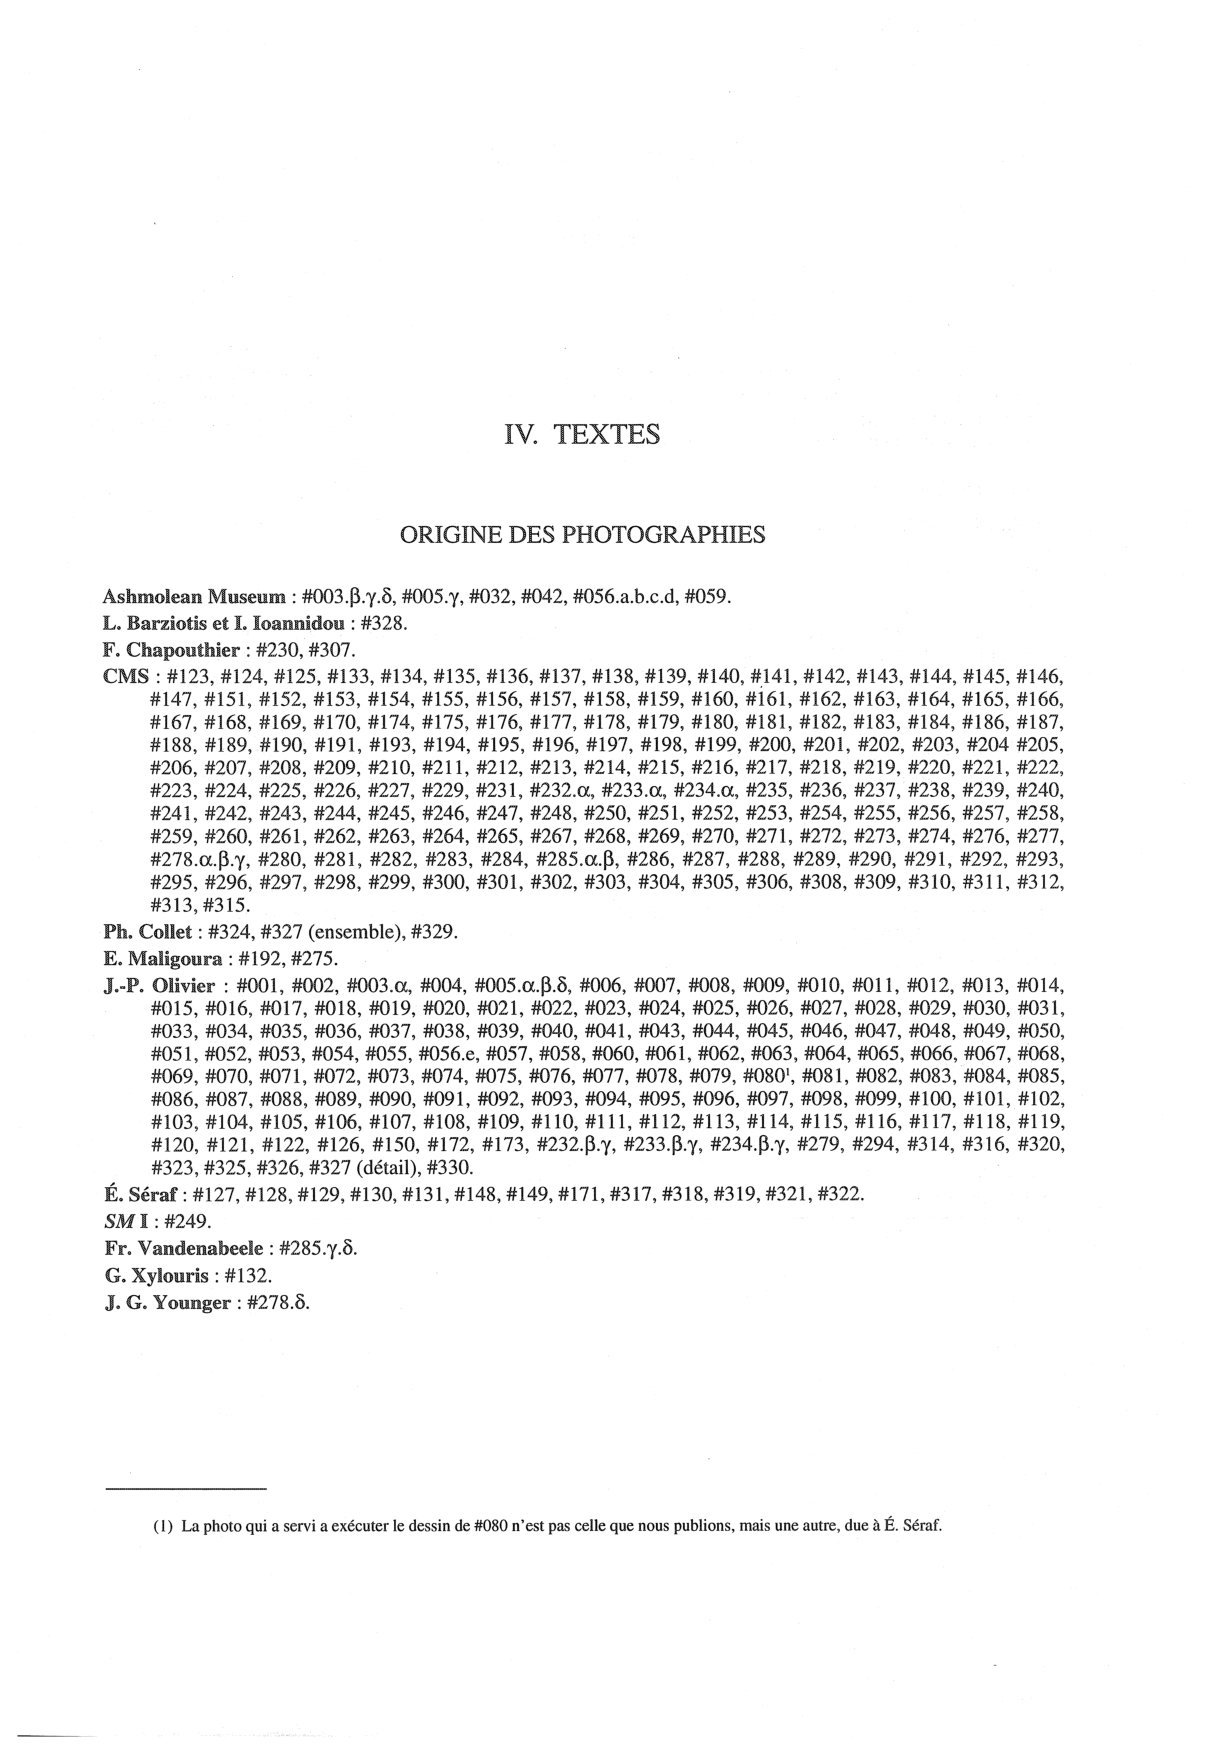 IV. TEXTES
ORIGINE DES PHOTOGRAPHIES
Ashmolean Museum : #003.β.γ.δ, #005.γ, #032, #042, #056.a.b.c.d, #059.
L. Barziotis et I. Ioannidou : #328.
F. Chapouthier : #230, #307.
CMS : #123, #124, #125, #133, #134, #135, #136, #137, #138, #139, #140, #141, #142, #143, #144, #145, #146,
#147, #151, #152, #153, #154, #155, #156, #157, #158, #159, #160, #161, #162, #163, #164, #165, #166,
#167, #168, #169, #170, #174, #175, #176, #177, #178, #179, #180, #181, #182, #183, #184, #186, #187,
#188, #189, #190, #191, #193, #194, #195, #196, #197, #198, #199, #200, #201, #202, #203, #204 #205,
#206, #207, #208, #209, #210, #211, #212, #213, #214, #215, #216, #217, #218, #219, #220, #221, #222,
#223, #224, #225, #226, #227, #229, #231, #232.α, #233.α, #234.α, #235, #236, #237, #238, #239, #240,
#241, #242, #243, #244, #245, #246, #247, #248, #250, #251, #252, #253, #254, #255, #256, #257, #258,
#259, #260, #261, #262, #263, #264, #265, #267, #268, #269, #270, #271, #272, #273, #274, #276, #277,
#278.α.β.γ, #280, #281, #282, #283, #284, #285.α.β, #286, #287, #288, #289, #290, #291, #292, #293,
#295, #296, #297, #298, #299, #300, #301, #302, #303, #304, #305, #306, #308, #309, #310, #311, #312,
#313, #315.
Ph. Collet : #324, #327 (ensemble), #329.
E. Maligoura : #192, #275.
J.-P. Olivier : #001, #002, #003.α, #004, #005.α.β.δ, #006, #007, #008, #009, #010, #011, #012, #013, #014,
#015, #016, #017, #018, #019, #020, #021, #022, #023, #024, #025, #026, #027, #028, #029, #030, #031,
#033, #034, #035, #036, #037, #038, #039, #040, #041, #043, #044, #045, #046, #047, #048, #049, #050,
#051, #052, #053, #054, #055, #056.e, #057, #058, #060, #061, #062, #063, #064, #065, #066, #067, #068,
#069, #070, #071, #072, #073, #074, #075, #076, #077, #078, #079, #080¹, #081, #082, #083, #084, #085,
#086, #087, #088, #089, #090, #091, #092, #093, #094, #095, #096, #097, #098, #099, #100, #101, #102,
#103, #104, #105, #106, #107, #108, #109, #110, #111, #112, #113, #114, #115, #116, #117, #118, #119,
#120, #121, #122, #126, #150, #172, #173, #232.β.γ, #233.β.γ, #234.β.γ, #279, #294, #314, #316, #320,
#323, #325, #326, #327 (détail), #330.
É. Séraf : #127, #128, #129, #130, #131, #148, #149, #171, #317, #318, #319, #321, #322.
SM I : #249.
Fr. Vandenabeele : #285.γ.δ.
G. Xylouris : #132.
J. G. Younger : #278.δ.
(1) La photo qui a servi a exécuter le dessin de #080 n'est pas celle que nous publions, mais une autre, due à É. Séraf.